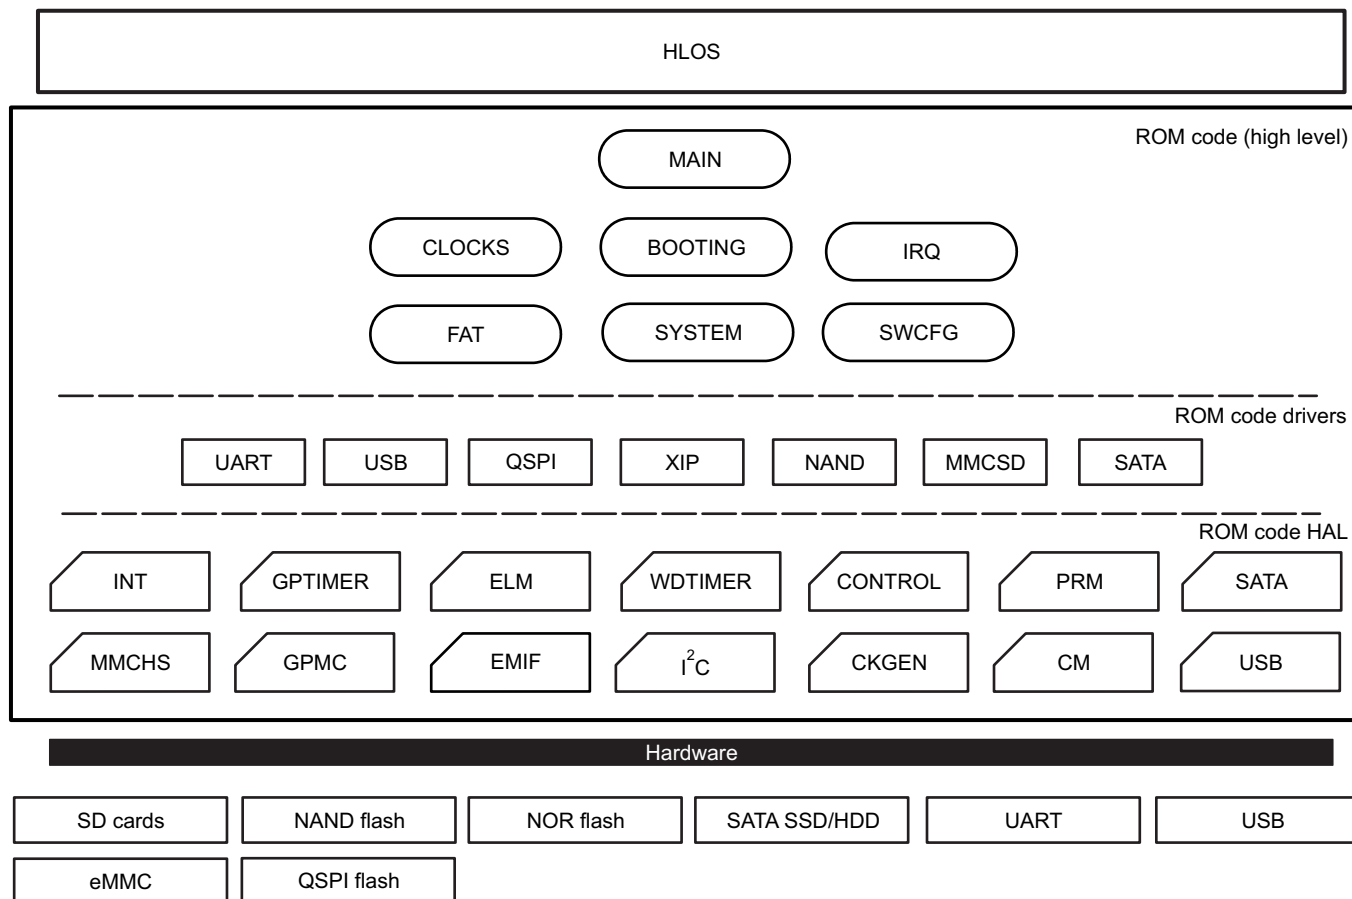 HLOS
ROM code (high level)
MAIN
CLOCKS
BOOTING
IRQ
FAT
SYSTEM
SWCFG
ROM code drivers
UART
USB
QSPI
XIP
NAND
MMCSD
SATA
ROM code HAL
INT
GPTIMER
ELM
WDTIMER
CONTROL
PRM
SATA
MMCHS
GPMC
EMIF
I²C
CKGEN
CM
USB
Hardware
SD cards
NAND flash
NOR flash
SATA SSD/HDD
UART
USB
eMMC
QSPI flash